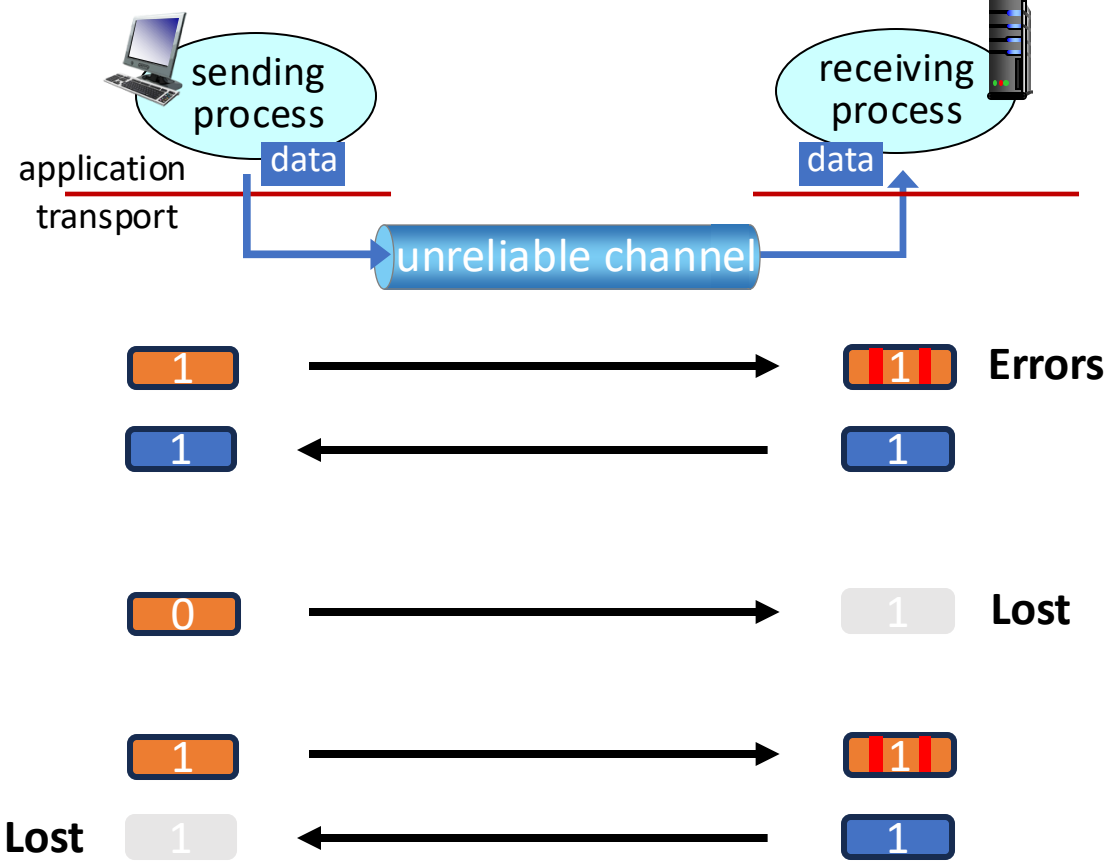 sending
process
receiving
process
data
data
application
transport
unreliable channel
1
1
Errors
1
1
0
1
Lost
1
1
Lost
1
1